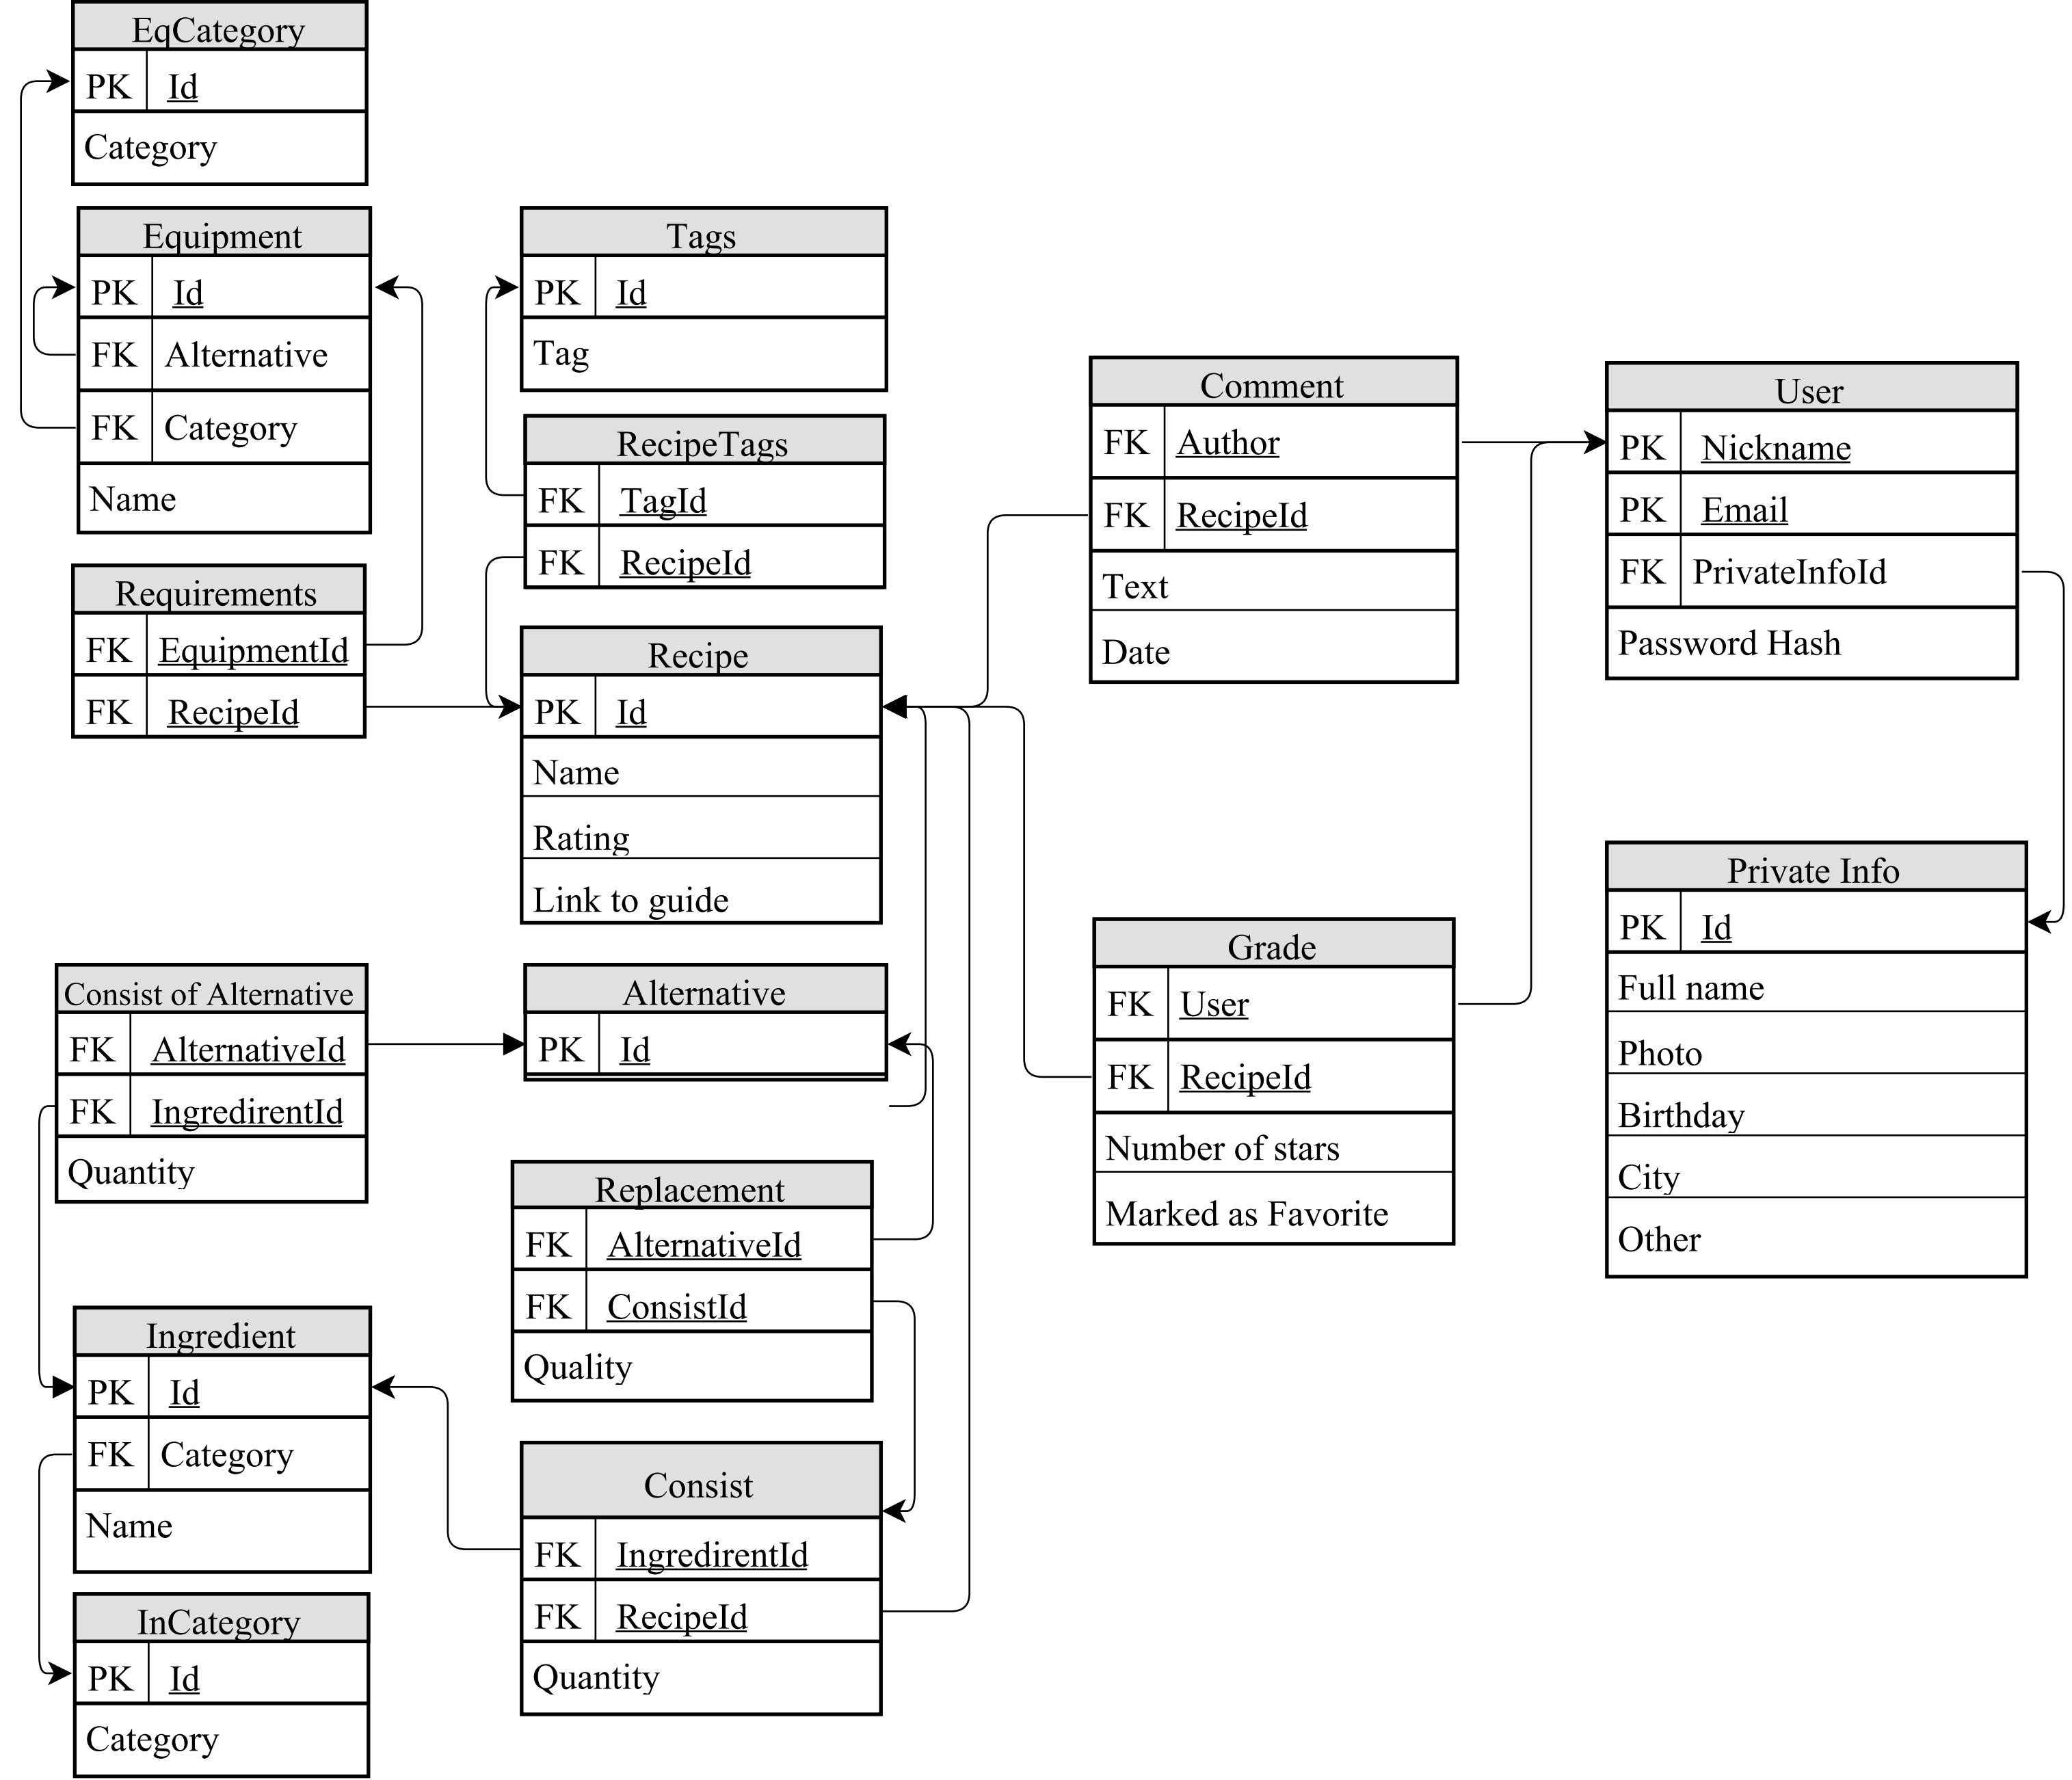 EqCategory
PK Id
Category
Equipment
PK Id
FK Alternative
FK Category
Name
Requirements
FK EquipmentId
FK RecipeId
Tags
PK Id
Tag
RecipeTags
FK TagId
FK RecipeId
Recipe
PK Id
Name
Rating
Link to guide
Comment
FK Author
FK RecipeId
Text
Date
User
PK Nickname
PK Email
FK PrivateInfoId
Password Hash
Private Info
PK Id
Full name
Photo
Birthday
City
Other
Grade
FK User
FK RecipeId
Number of stars
Marked as Favorite
Consist of Alternative
FK AlternativeId
FK IngredirentId
Quantity
Alternative
PK Id
Replacement
FK AlternativeId
FK ConsistId
Quality
Ingredient
PK Id
FK Category
Name
Consist
FK IngredirentId
FK RecipeId
Quantity
InCategory
PK Id
Category